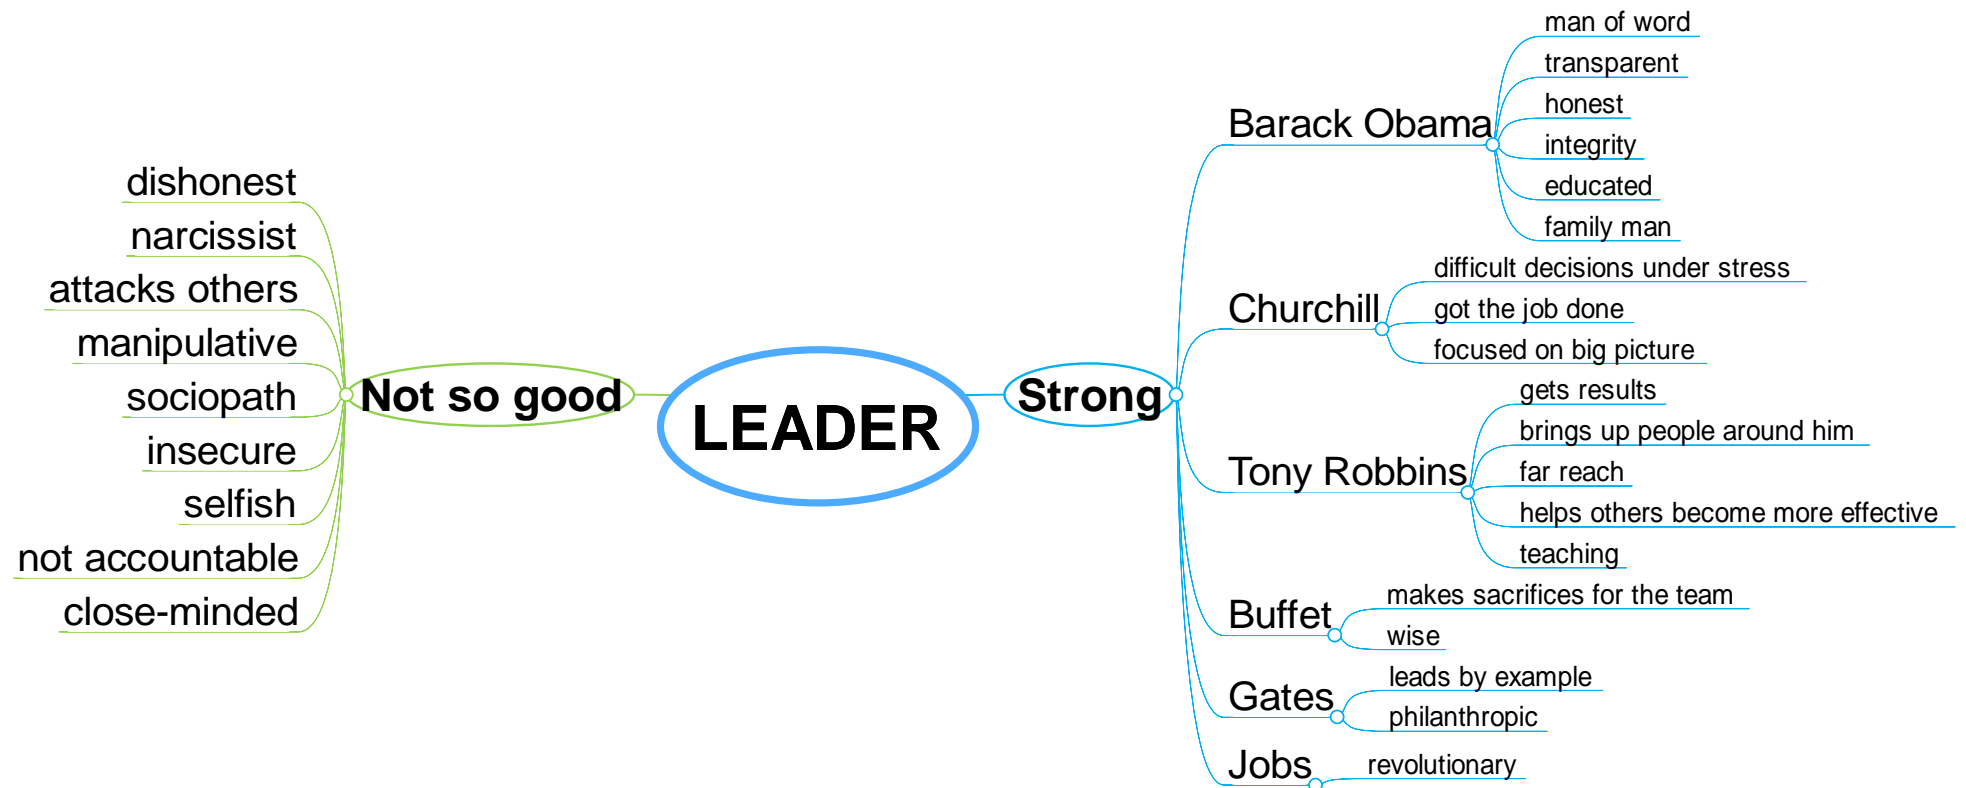 LEADER
Not so good
dishonest
narcissist
attacks others
manipulative
sociopath
insecure
selfish
not accountable
close-minded
Strong
Barack Obama
man of word
transparent
honest
integrity
educated
family man
Churchill
difficult decisions under stress
got the job done
focused on big picture
Tony Robbins
gets results
brings up people around him
far reach
helps others become more effective
teaching
Buffet
makes sacrifices for the team
wise
Gates
leads by example
philanthropic
Jobs
revolutionary